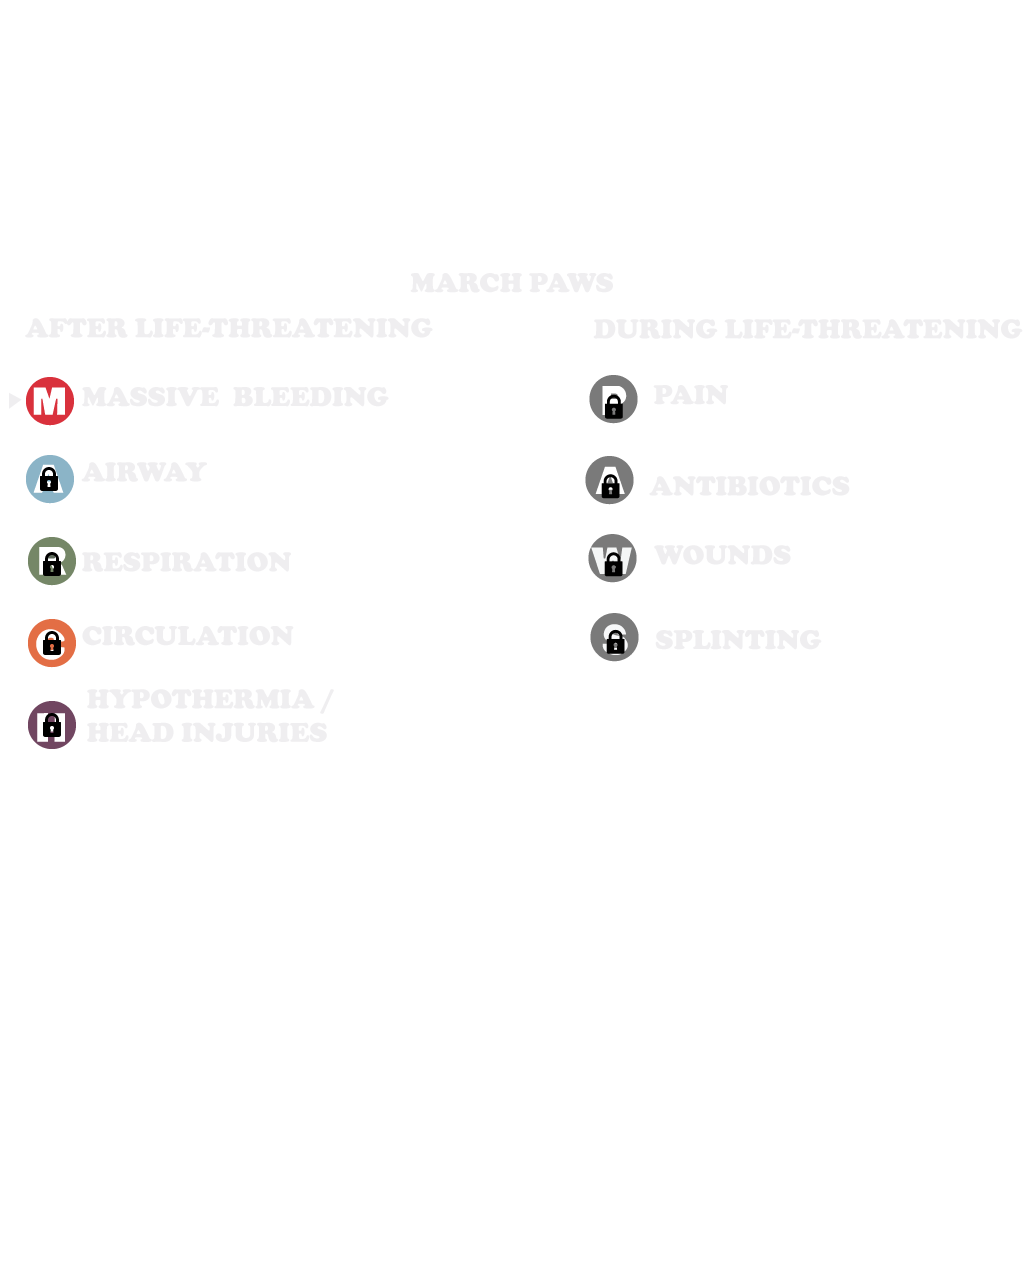 MARCH PAWS
AFTER LIFE-THREATENING
M MASSIVE BLEEDING
A AIRWAY
R RESPIRATION
C CIRCULATION
H HYPOTHERMIA /
HEAD INJURIES
DURING LIFE-THREATENING
P PAIN
A ANTIBIOTICS
W WOUNDS
S SPLINTING